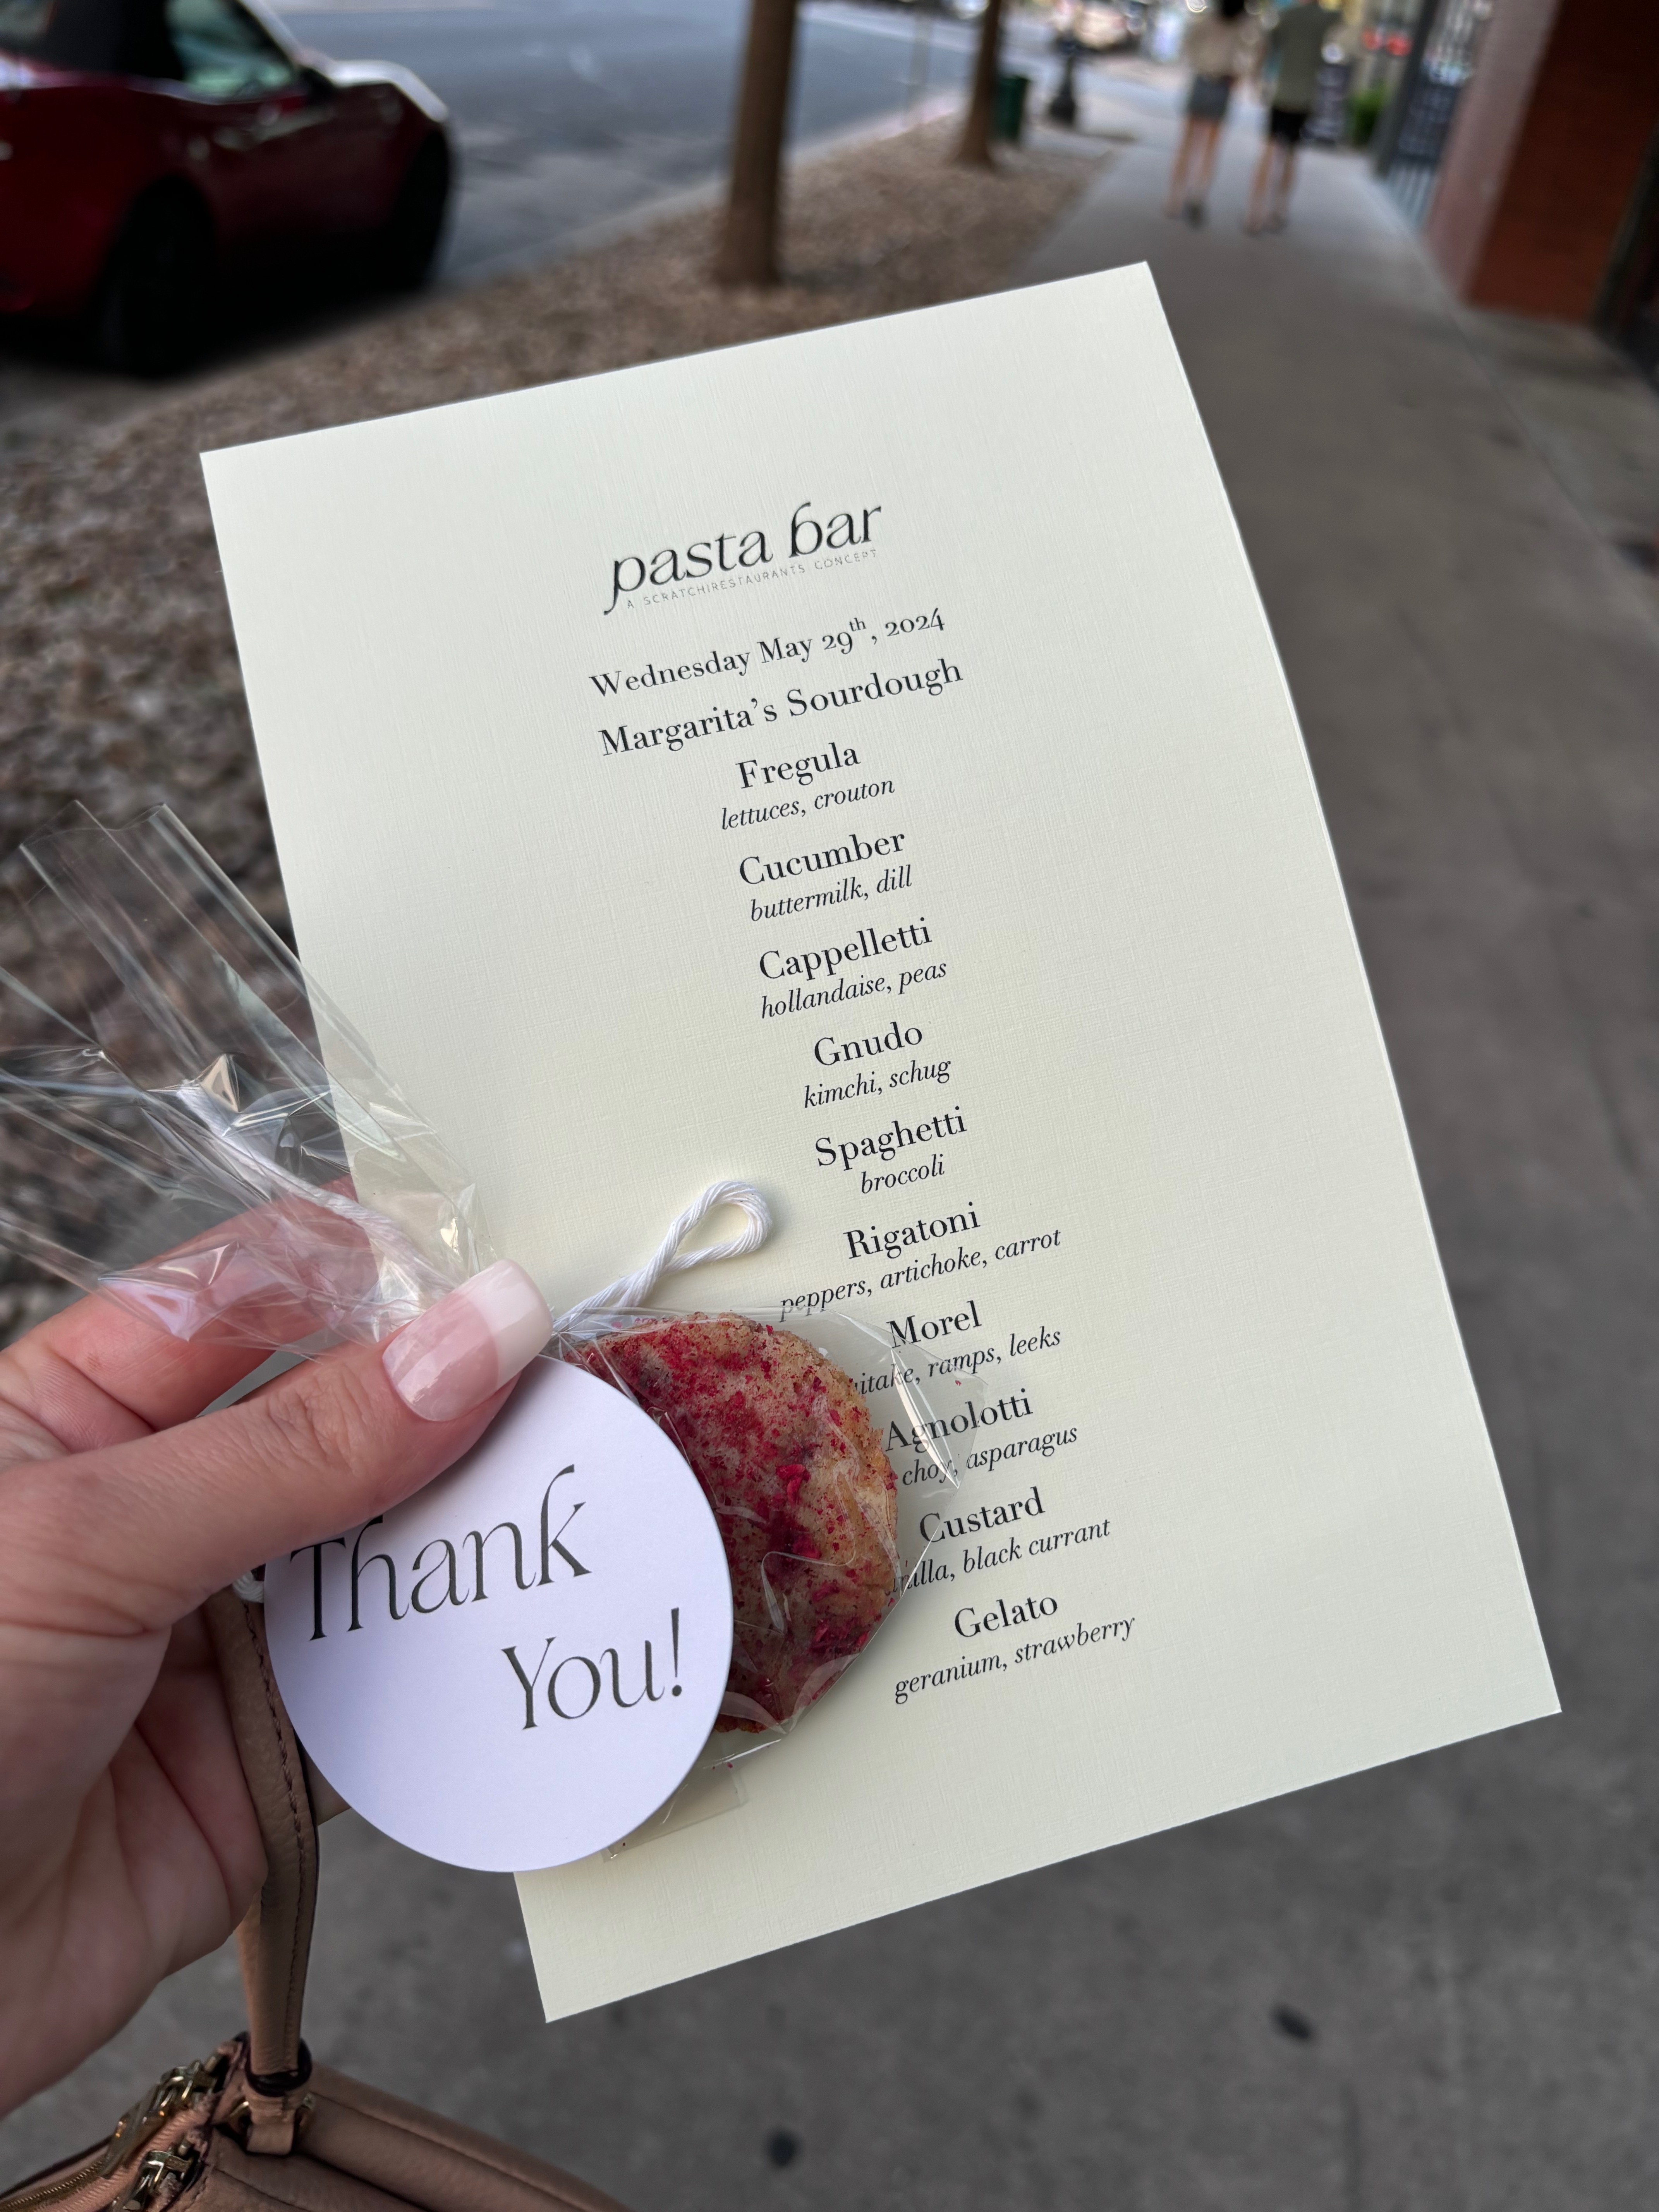 pasta bar
A SCRATCHIRESTAURANTS CONCEPT
Wednesday May 29th, 2024
Margarita's Sourdough
Fregula
lettuces, crouton
Cucumber
buttermilk, dill
Cappelletti
hollandaise, peas
Gnudo
kimchi, schug
Spaghetti
broccoli
Rigatoni
peppers, artichoke, carrot
Morel
ramps, leeks
Agnolotti
choy, asparagus
Custard
black currant
Gelato
geranium, strawberry
Thank
You!